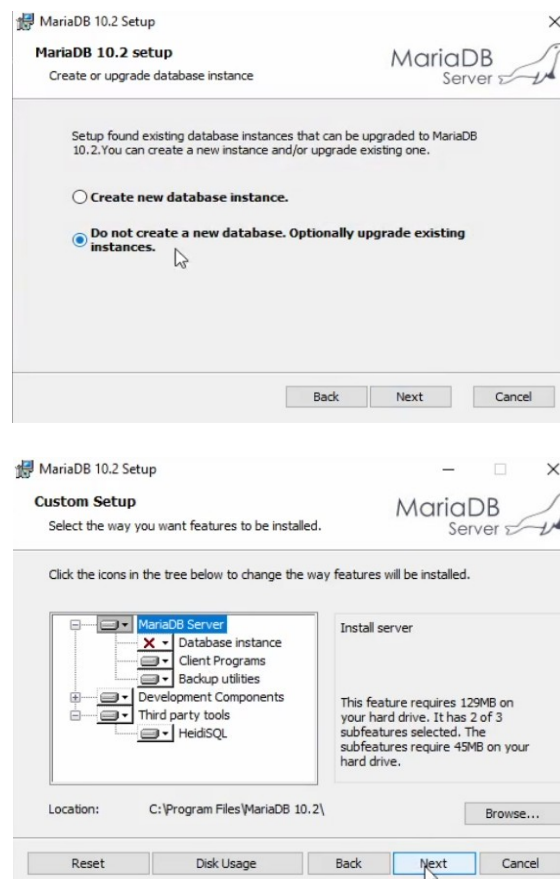 MariaDB 10.2 Setup
MariaDB 10.2 setup
Create or upgrade database instance
MariaDB
Server
Setup found existing database instances that can be upgraded to MariaDB
10.2.You can create a new instance and/or upgrade existing one.
Create new database instance.
Do not create a new database. Optionally upgrade existing
instances.
Back Next Cancel
MariaDB 10.2 Setup
Custom Setup
Select the way you want features to be installed.
MariaDB
Server
Click the icons in the tree below to change the way features will be installed.
MariaDB Server
Database instance
Client Programs
Backup utilities
Development Components
Third party tools
HeidiSQL
Install server
This feature requires 129MB on
your hard drive. It has 2 of 3
subfeatures selected. The
subfeatures require 45MB on your
hard drive.
Location: C:\Program Files\MariaDB 10.2\
Browse...
Reset Disk Usage Back Next Cancel